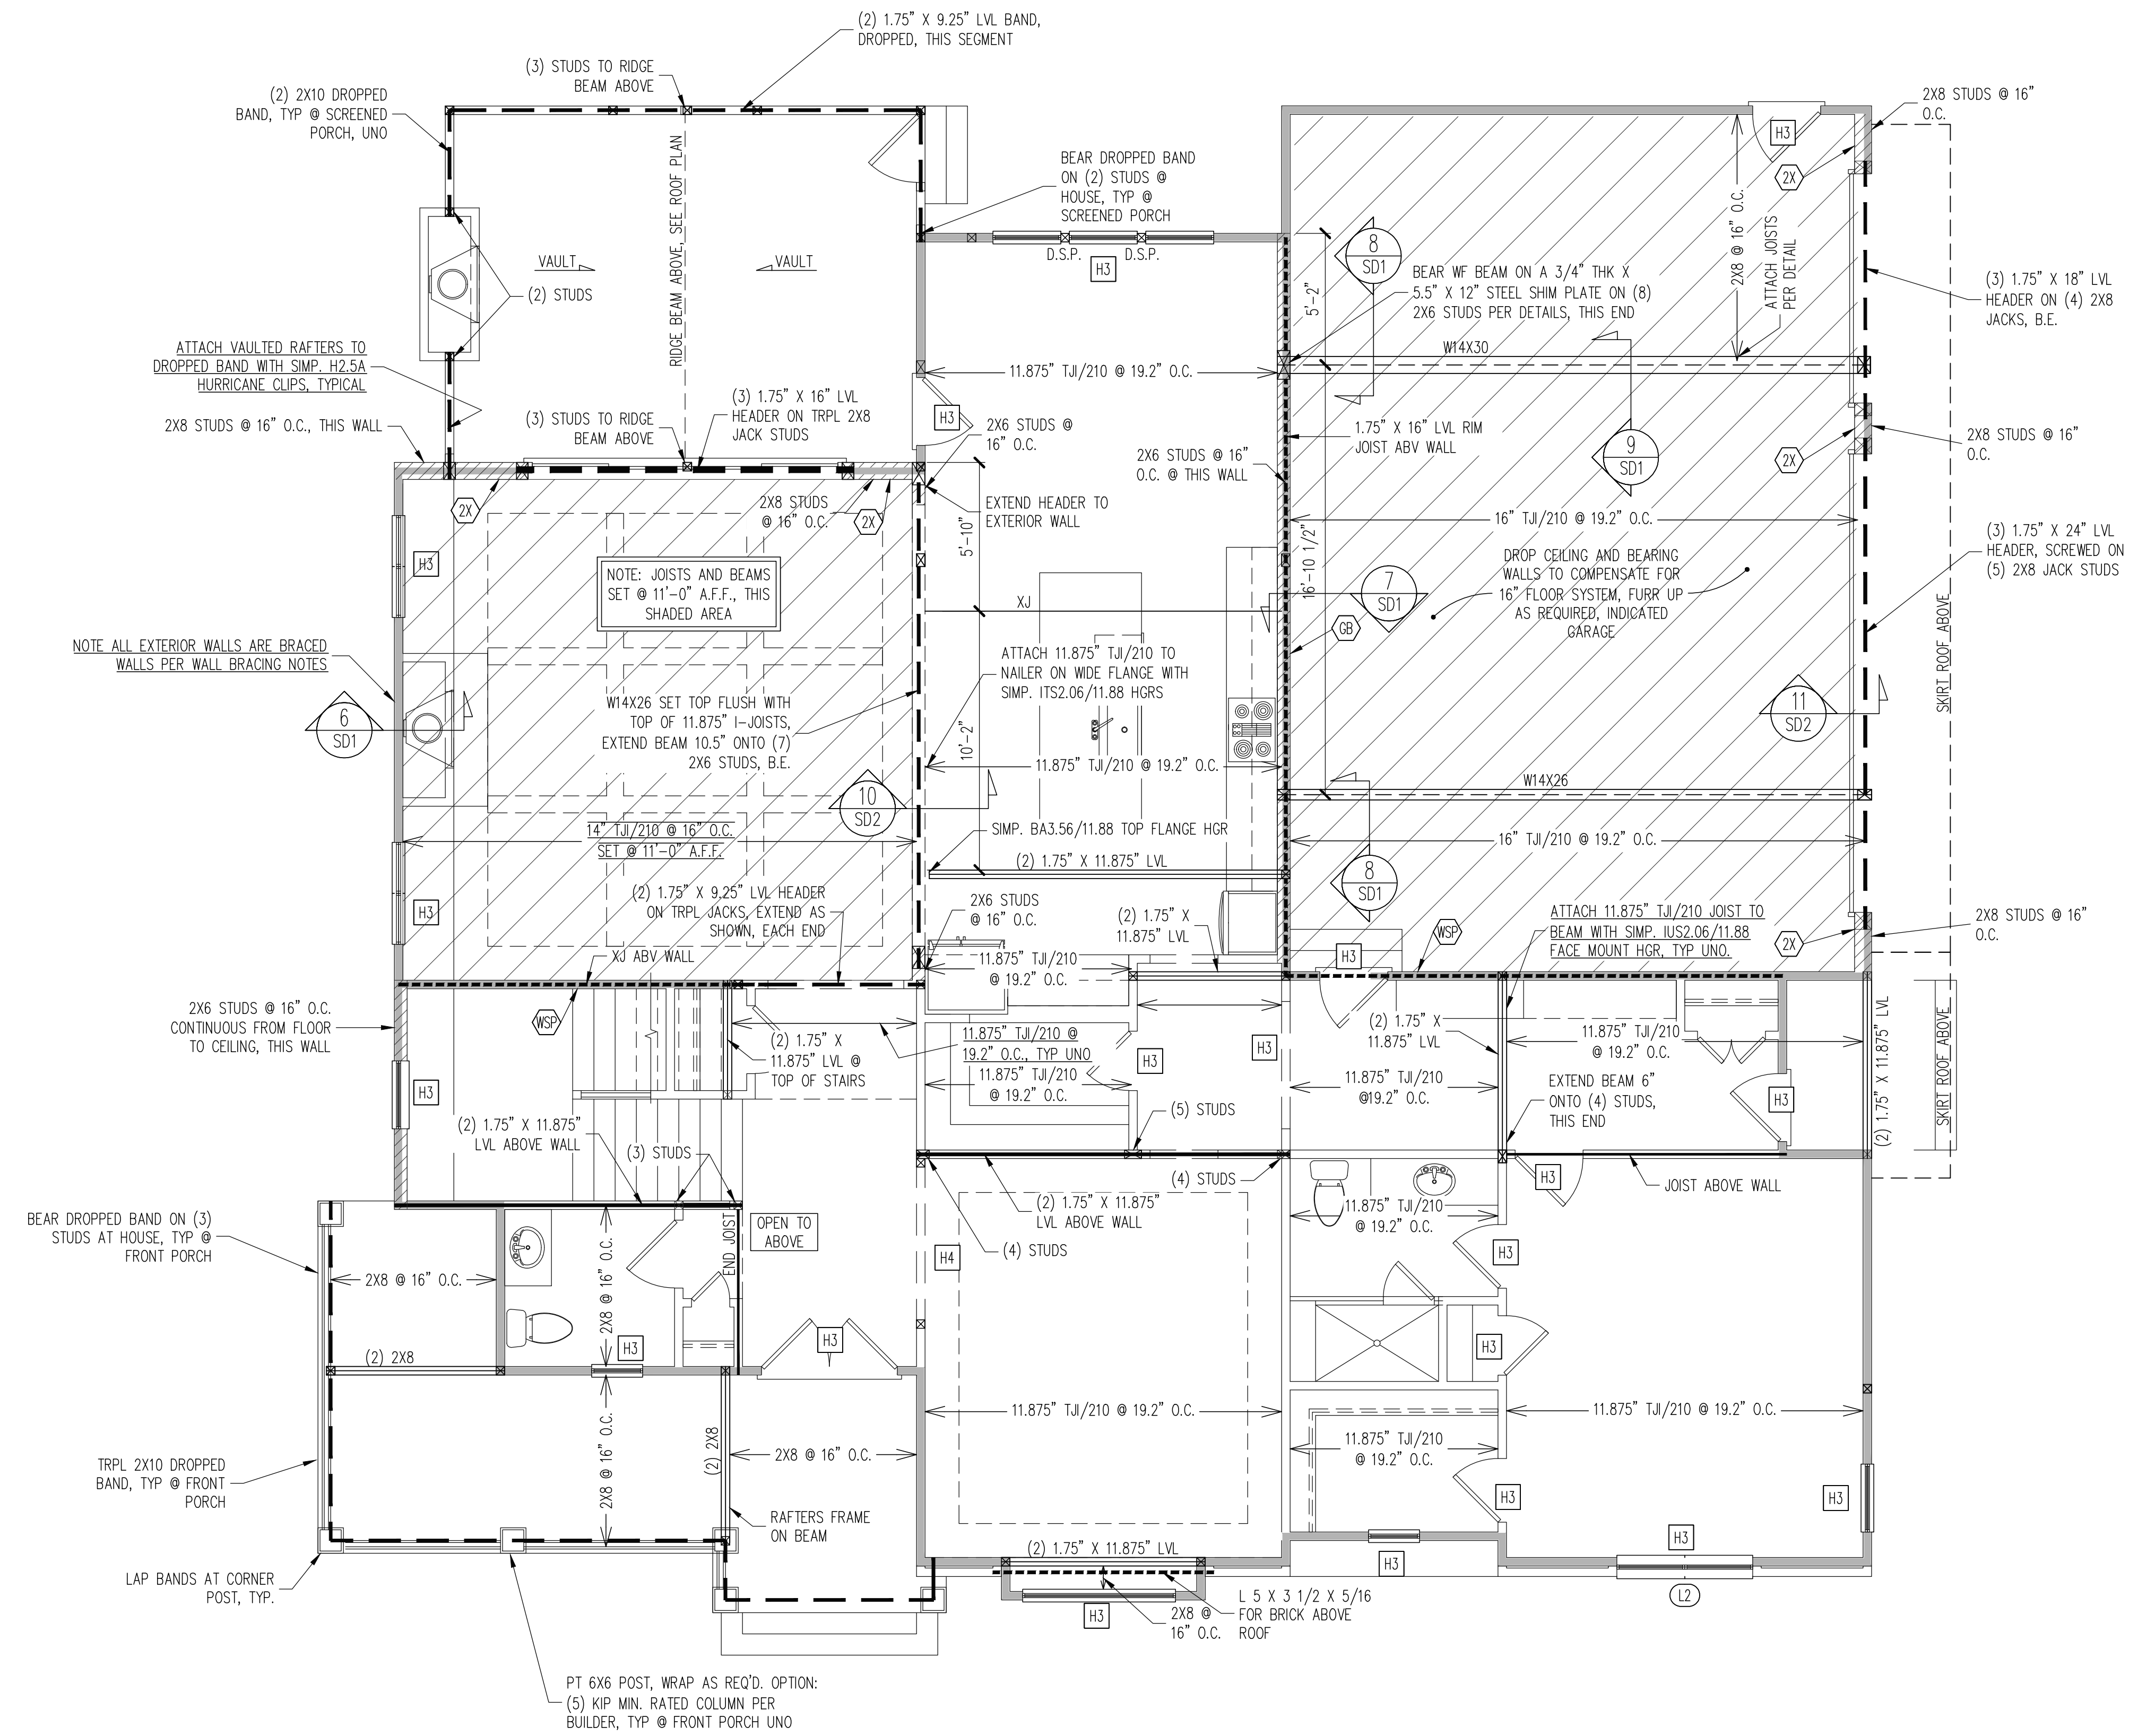 (2) 1.75" X 9.25" LVL BAND,
DROPPED, THIS SEGMENT
(3) STUDS TO RIDGE
BEAM ABOVE
(2) 2X10 DROPPED
BAND, TYP @ SCREENED
PORCH, UNO
RIDGE BEAM ABOVE, SEE ROOF PLAN
VAULT
VAULT
(2) STUDS
BEAR DROPPED BAND
ON (2) STUDS @
HOUSE, TYP @
SCREENED PORCH
D.S.P.
D.S.P.
H3
8
SD1
5'-2"
BEAR WF BEAM ON A 3/4" THK X
5.5" X 12" STEEL SHIM PLATE ON (8)
2X6 STUDS PER DETAILS, THIS END
2X8 @ 16" O.C.
ATTACH JOISTS
PER DETAIL
H3
2X
2X8 STUDS @ 16"
O.C.
(3) 1.75" X 18" LVL
HEADER ON (4) 2X8
JACKS, B.E.
W14X30
ATTACH VAULTED RAFTERS TO
DROPPED BAND WITH SIMP. H2.5A
HURRICANE CLIPS, TYPICAL
2X8 STUDS @ 16" O.C., THIS WALL
(3) STUDS TO RIDGE
BEAM ABOVE
(3) 1.75" X 16" LVL
HEADER ON TRPL 2X8
JACK STUDS
11.875" TJI/210 @ 19.2" O.C.
H3
2X6 STUDS @
16" O.C.
2X6 STUDS @ 16"
O.C. @ THIS WALL
1.75" X 16" LVL RIM
JOIST ABV WALL
9
SD1
2X
2X8 STUDS @ 16"
O.C.
2X
2X8 STUDS
@ 16" O.C.
2X
EXTEND HEADER TO
EXTERIOR WALL
5'-10"
16'-10 1/2"
16" TJI/210 @ 19.2" O.C.
(3) 1.75" X 24" LVL
HEADER, SCREWED ON
(5) 2X8 JACK STUDS
H3
NOTE: JOISTS AND BEAMS
SET @ 11'-0" A.F.F., THIS
SHADED AREA
DROP CEILING AND BEARING
WALLS TO COMPENSATE FOR
16" FLOOR SYSTEM, FURR UP
AS REQUIRED, INDICATED
GARAGE
7
SD1
GB
XJ
SKIRT ROOF ABOVE
NOTE ALL EXTERIOR WALLS ARE BRACED
WALLS PER WALL BRACING NOTES
6
SD1
W14X26 SET TOP FLUSH WITH
TOP OF 11.875" I-JOISTS,
EXTEND BEAM 10.5" ONTO (7)
2X6 STUDS, B.E.
ATTACH 11.875" TJI/210 TO
NAILER ON WIDE FLANGE WITH
SIMP. ITS2.06/11.88 HGRS
10'-2"
11.875" TJI/210 @ 19.2" O.C.
11
SD2
W14X26
10
SD2
14" TJI/210 @ 16" O.C.
SET @ 11'-0" A.F.F.
SIMP. BA3.56/11.88 TOP FLANGE HGR
(2) 1.75" X 11.875" LVL
16" TJI/210 @ 19.2" O.C.
8
SD1
H3
(2) 1.75" X 9.25" LVL HEADER
ON TRPL JACKS, EXTEND AS
SHOWN, EACH END
2X6 STUDS
@ 16" O.C.
(2) 1.75" X
11.875" LVL
WSP
ATTACH 11.875" TJI/210 JOIST TO
BEAM WITH SIMP. IUS2.06/11.88
FACE MOUNT HGR, TYP UNO.
2X
2X8 STUDS @ 16"
O.C.
XJ ABV WALL
11.875" TJI/210
@ 19.2" O.C.
H3
2X6 STUDS @ 16" O.C.
CONTINUOUS FROM FLOOR
TO CEILING, THIS WALL
WSP
(2) 1.75" X
11.875" LVL @
TOP OF STAIRS
11.875" TJI/210 @
19.2" O.C., TYP UNO
11.875" TJI/210
@ 19.2" O.C.
H3
H3
(2) 1.75" X
11.875" LVL
11.875" TJI/210
@19.2" O.C.
11.875" TJI/210
@ 19.2" O.C.
EXTEND BEAM 6"
ONTO (4) STUDS,
THIS END
H3
(2) 1.75" X 11.875" LVL
SKIRT ROOF ABOVE
H3
(2) 1.75" X 11.875"
LVL ABOVE WALL
(3) STUDS
(5) STUDS
(4) STUDS
(2) 1.75" X 11.875"
LVL ABOVE WALL
(4) STUDS
H3
JOIST ABOVE WALL
11.875" TJI/210
@ 19.2" O.C.
BEAR DROPPED BAND ON (3)
STUDS AT HOUSE, TYP @
FRONT PORCH
2X8 @ 16" O.C.
2X8 @ 16" O.C.
END JOIST
OPEN TO
ABOVE
H4
H3
(2) 2X8
H3
H3
H3
2X8 @ 16" O.C.
(2) 2X8
2X8 @ 16" O.C.
11.875" TJI/210 @ 19.2" O.C.
11.875" TJI/210
@ 19.2" O.C.
11.875" TJI/210 @ 19.2" O.C.
TRPL 2X10 DROPPED
BAND, TYP @ FRONT
PORCH
RAFTERS FRAME
ON BEAM
H3
H3
(2) 1.75" X 11.875" LVL
H3
H3
LAP BANDS AT CORNER
POST, TYP.
H3
2X8 @
16" O.C.
L 5 X 3 1/2 X 5/16
FOR BRICK ABOVE
ROOF
L2
PT 6X6 POST, WRAP AS REQ'D. OPTION:
(5) KIP MIN. RATED COLUMN PER
BUILDER, TYP @ FRONT PORCH UNO